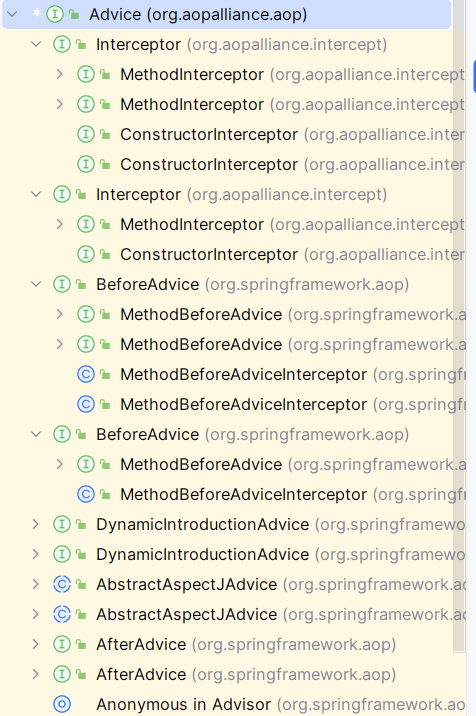 Advice (org.aopalliance.aop)
Interceptor (org.aopalliance.intercept)
MethodInterceptor (org.aopalliance.intercept
MethodInterceptor (org.aopalliance.intercept
ConstructorInterceptor (org.aopalliance.inter
ConstructorInterceptor (org.aopalliance.inter
Interceptor (org.aopalliance.intercept)
MethodInterceptor (org.aopalliance.intercept
ConstructorInterceptor (org.aopalliance.inter
BeforeAdvice (org.springframework.aop)
MethodBeforeAdvice (org.springframework.a
MethodBeforeAdvice (org.springframework.a
MethodBeforeAdviceInterceptor (org.springf
MethodBeforeAdviceInterceptor (org.springf
BeforeAdvice (org.springframework.aop)
MethodBeforeAdvice (org.springframework.a
MethodBeforeAdviceInterceptor (org.springf
DynamicIntroductionAdvice (org.springframewo
DynamicIntroductionAdvice (org.springframewo
AbstractAspectJAdvice (org.springframework.ao
AbstractAspectJAdvice (org.springframework.ao
AfterAdvice (org.springframework.aop)
AfterAdvice (org.springframework.aop)
Anonymous in Advisor (org.springframework.ao